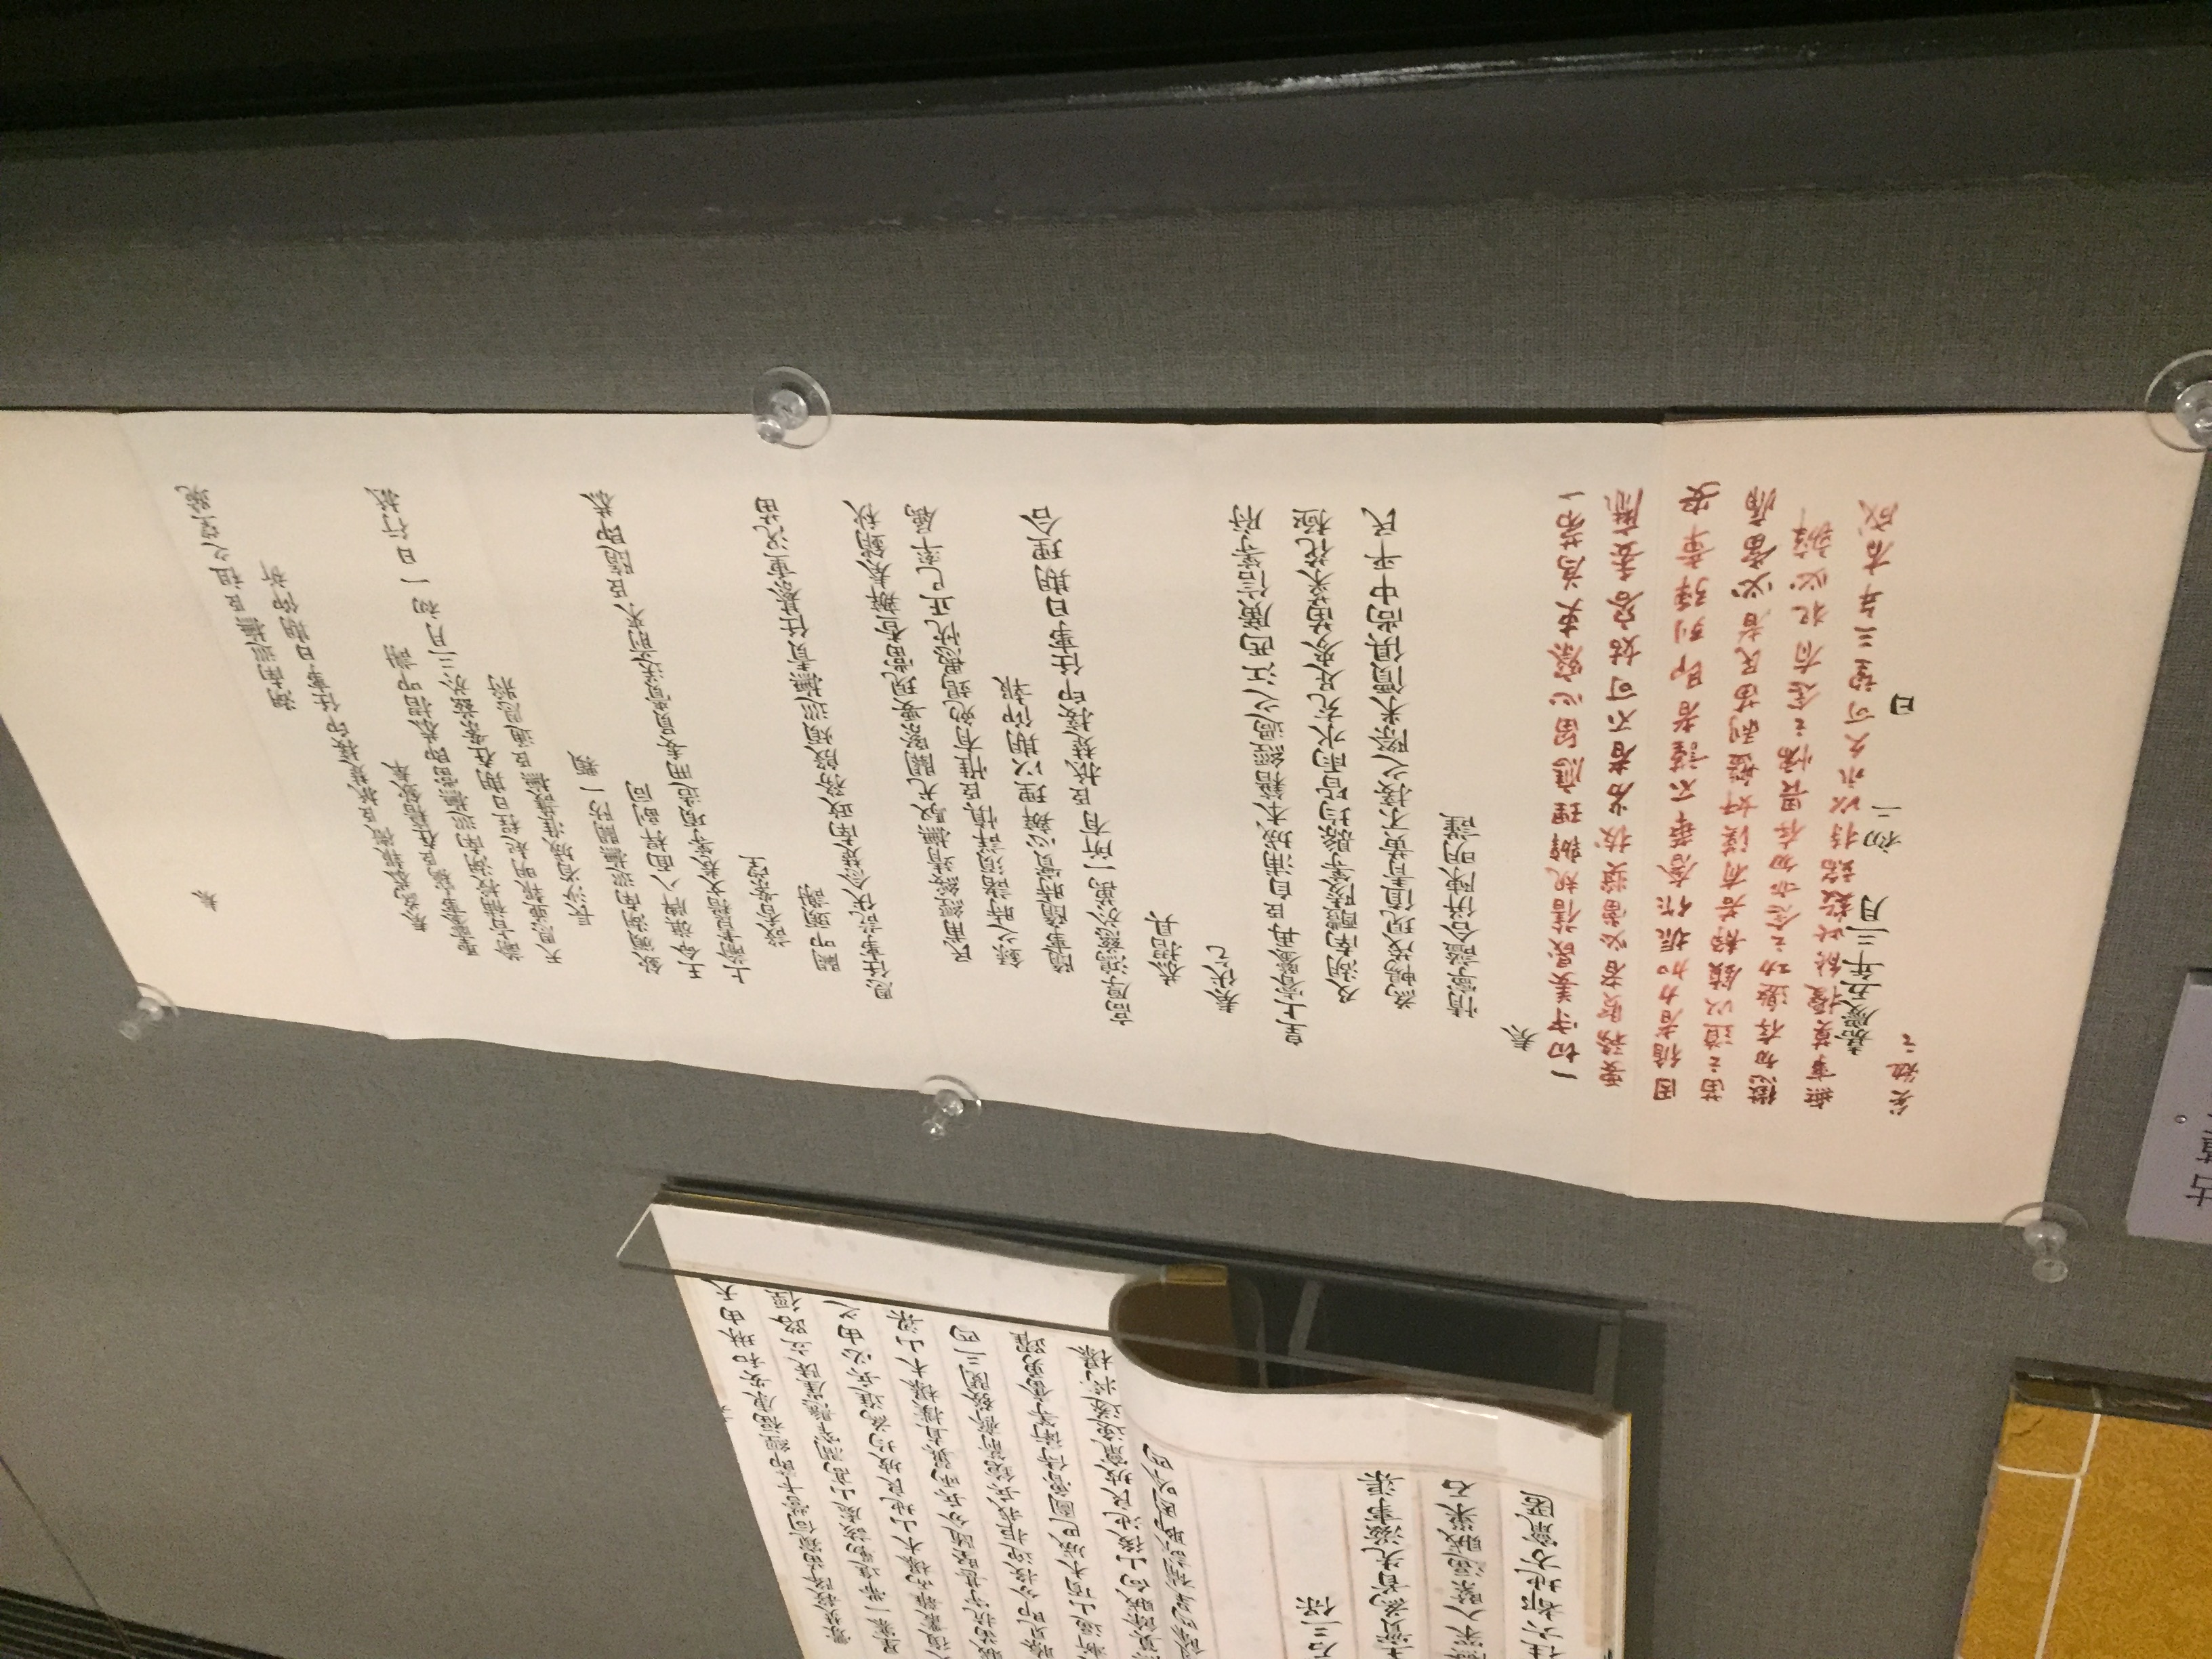 釁焚投降苗寬伺營卡節經福康安和琳由天
星寨一帶進勦該處山高澗窄懸崖陡立路徑
復叢雜而欙木山地良坡均為進兵必由之
賊苗抗守甚堅隨分兵兩翼直撲欙木山梁
瞭見即分投迎拒我兵鎗箭齊發閱三四
漸逼山頂木城巴圖魯侍衛等奮勇躍
餘賊向山後池良坡竄逸遂將欙
石三保
實為首先滋事渠
深入緊逼賊巢石
往六都地方竄匿
奏
湖南巡撫臣祖之望跪
奏為恭報微臣抵楚接印任事日期仰祈
聖鑒事竊臣在籍欽奉
諭旨補授湖南巡撫當即恭摺叩謝
天恩並報明起程日期在案茲於三月初一日行抵
長沙省城准護撫臣通恩將
欽頒湖南巡撫關防一顆
王命旗牌八面桿副同
上諭書籍文卷等項造冊委員賫送前來臣隨即恭
設香案望
闕叩頭謝
恩任事訖伏念楚南政務殷煩巡撫責任綦重況苗
民甫經綏靖撫馭尤關緊要現當查辦奏銷秋
錄之時諸須詳慎臣惟有勉竭愚忱正己率屬
隨事隨時實心辦理以期仰報
高厚鴻慈於萬一所有臣抵楚接印任事日期理合
恭摺具
奏伏乞
皇上睿鑒再臣自浦城本籍經過之江西廣信等府
及湖南醴陵等縣均皆雨水充足麥苗菜花極
為暢茂現值青黃不接之際米價俱尚中平民
情寧謐合併陳明謹
奏
一切守姜晟舊規辦理應留心察吏為第一
要務賢者必當獎拔劣者不可姑容委靡
因循者力加振作奢華不謹者即列彈章安
苗之道以鎮靜若有漢奸盤剥苗民者必當痛
懲勿存邀功之念亦勿存畏懦之念有犯必辦
無事莫擾能此數端持以永久可望三年有成
矣勉之
嘉慶五年三月 初二 日